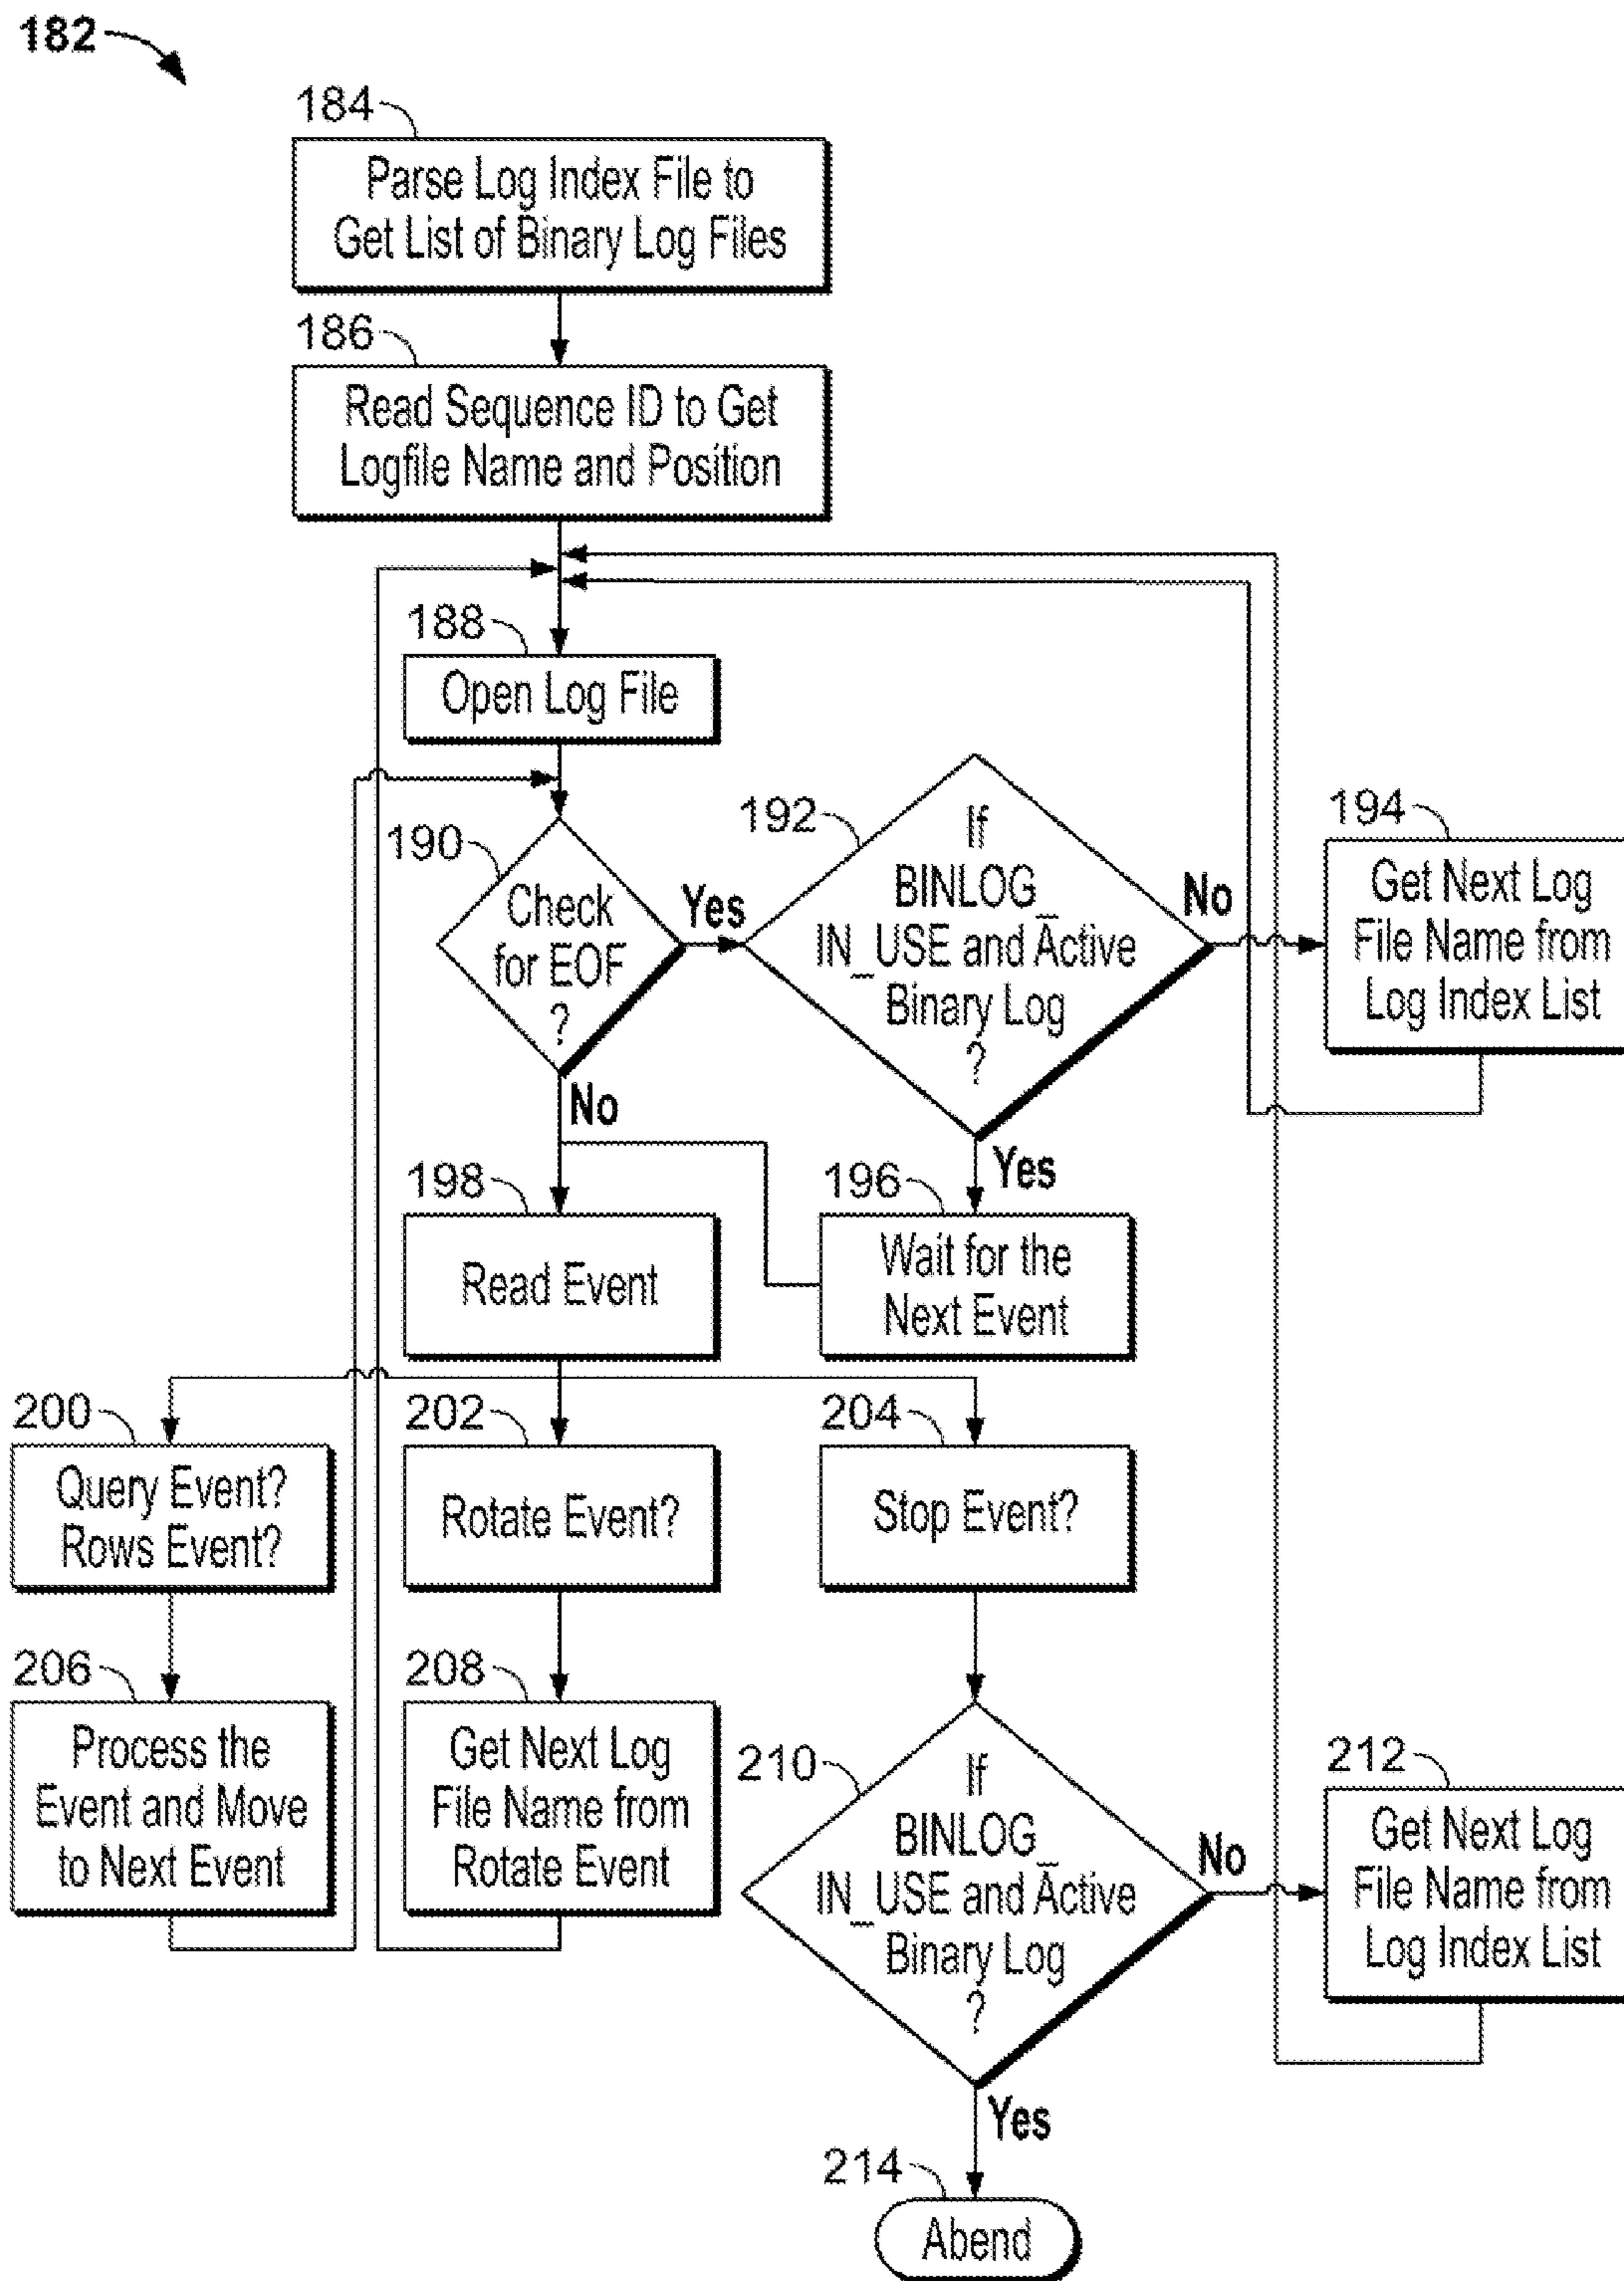 182
184
Parse Log Index File to
Get List of Binary Log Files
186
Read Sequence ID to Get
Logfile Name and Position
188
Open Log File
190
Check
for EOF
?
Yes
No
192
If
BINLOG_
IN_USE and Active
Binary Log
?
No
Yes
194
Get Next Log
File Name from
Log Index List
198
Read Event
196
Wait for the
Next Event
200
Query Event?
Rows Event?
202
Rotate Event?
204
Stop Event?
206
Process the
Event and Move
to Next Event
208
Get Next Log
File Name from
Rotate Event
210
If
BINLOG_
IN_USE and Active
Binary Log
?
No
Yes
212
Get Next Log
File Name from
Log Index List
214
Abend